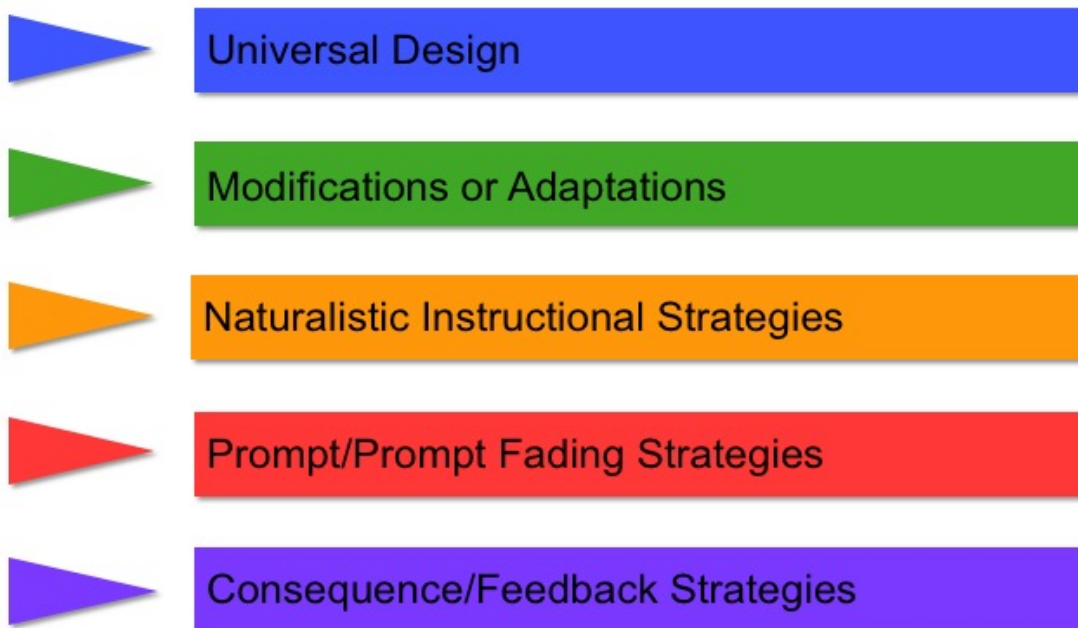 Universal Design
Modifications or Adaptations
Naturalistic Instructional Strategies
Prompt/Prompt Fading Strategies
Consequence/Feedback Strategies